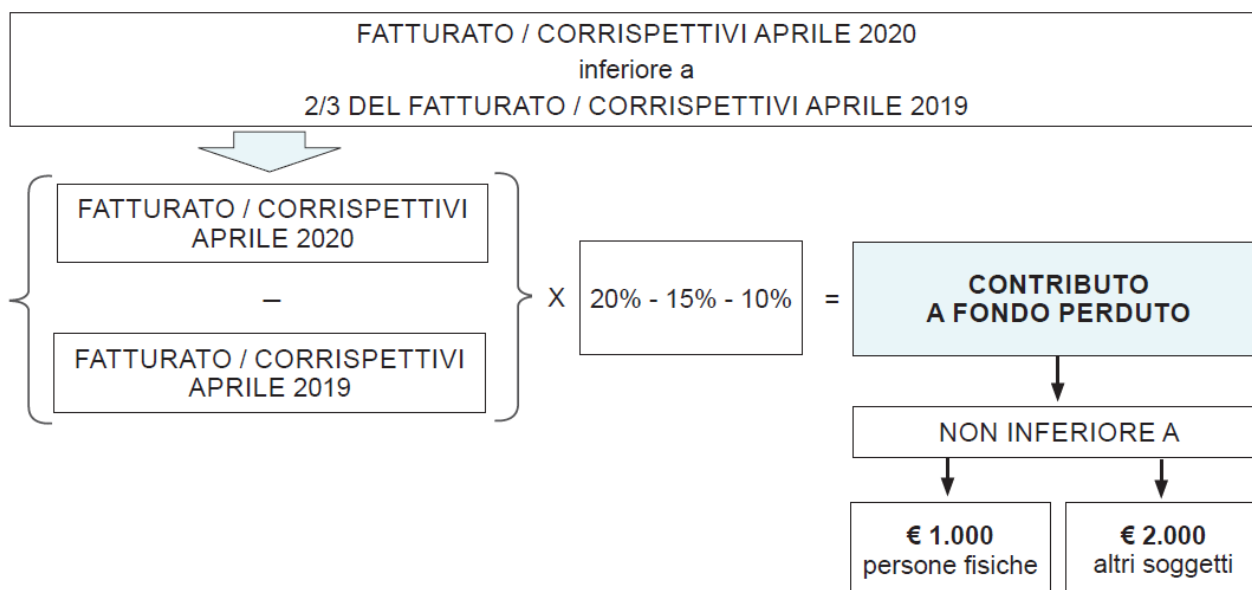 FATTURATO / CORRISPETTIVI APRILE 2020
inferiore a
2/3 DEL FATTURATO / CORRISPETTIVI APRILE 2019
FATTURATO / CORRISPETTIVI
APRILE 2020
–
FATTURATO / CORRISPETTIVI
APRILE 2019
X
20% - 15% - 10%
=
CONTRIBUTO
A FONDO PERDUTO
NON INFERIORE A
€ 1.000
persone fisiche
€ 2.000
altri soggetti